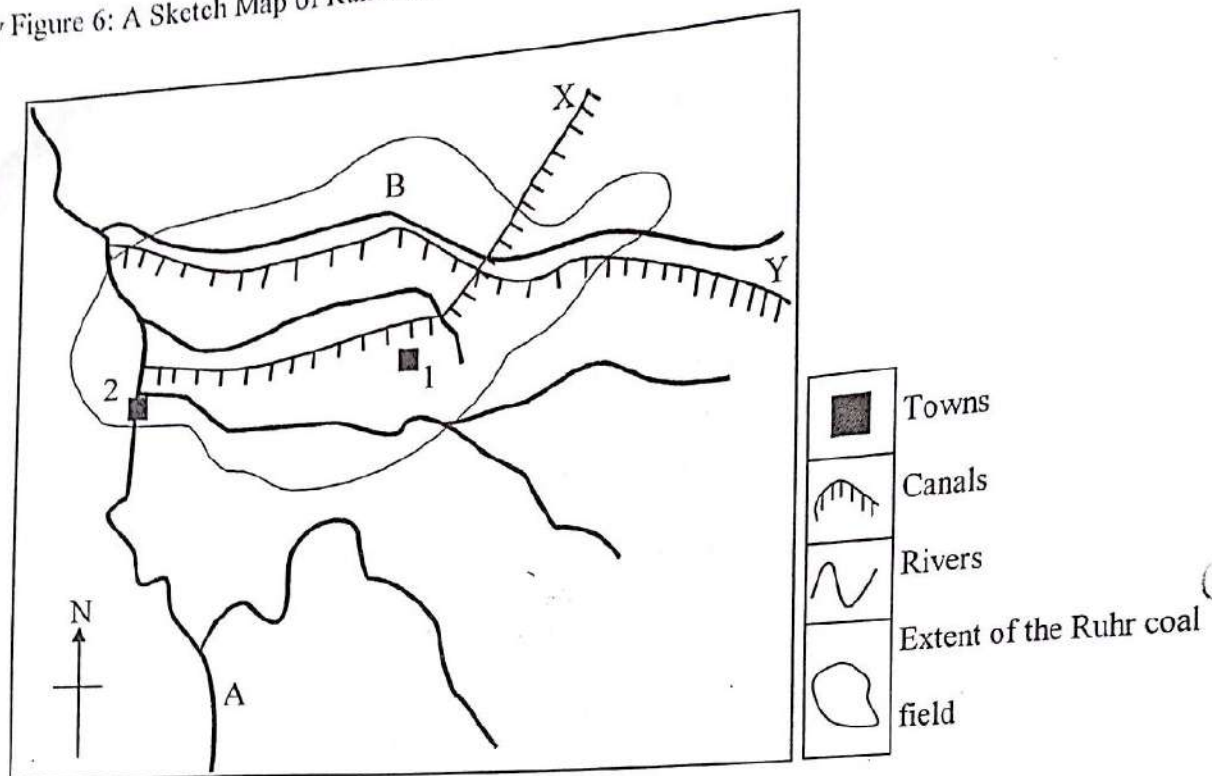 Figure 6: A Sketch Map of
X
B
Y
2
1
N
A
Towns
Canals
Rivers
Extent of the Ruhr coal
field